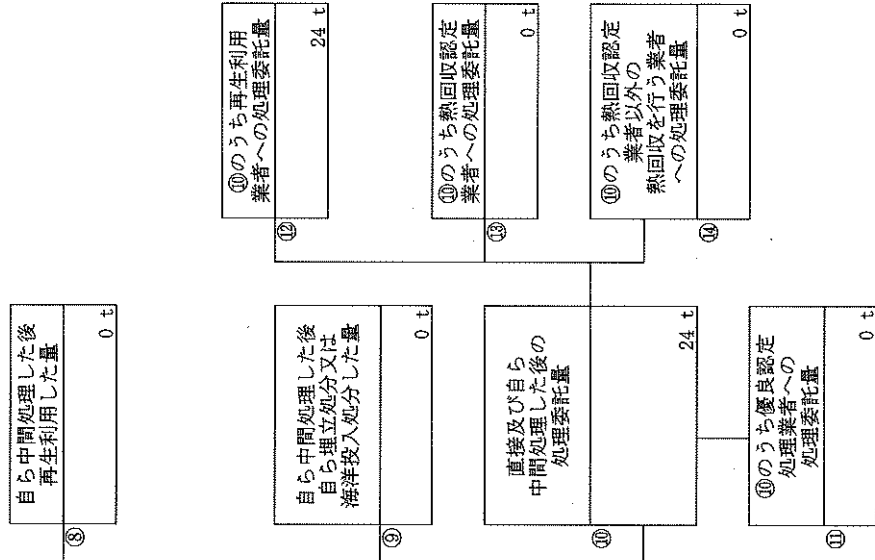 自ら中間処理した後
再生利用した量
⑧
0 t
自ら中間処理した後
自ら埋立処分又は
海洋投入処分した量
⑨
0 t
直接及び自ら
中間処理した後の
処理委託量
⑩
24 t
⑩のうち優良認定
処理業者への
処理委託量
⑪
0 t
⑩のうち再生利用
業者への処理委託量
⑫
24 t
⑩のうち熱回収認定
業者への処理委託量
⑬
0 t
⑩のうち熱回収認定
業者以外の
熱回収を行う業者
への処理委託量
⑭
0 t